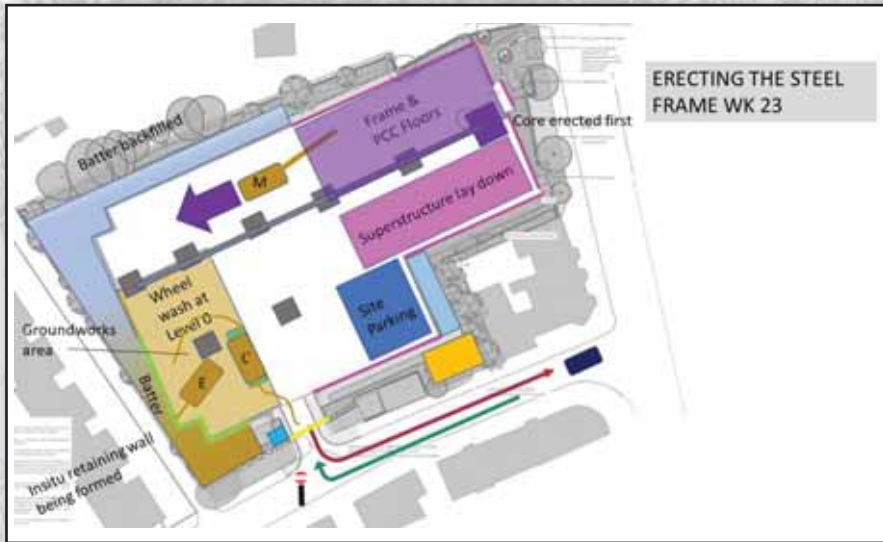 ERECTING THE STEEL
FRAME WK 23
Batter backfilled
Frame &
PCC Floors
Core erected first
M
Superstructure lay down
Wheel
wash at
Level 0
Site
Parking
Groundworks
area
C
E
Batter
Insitu retaining wall
being formed